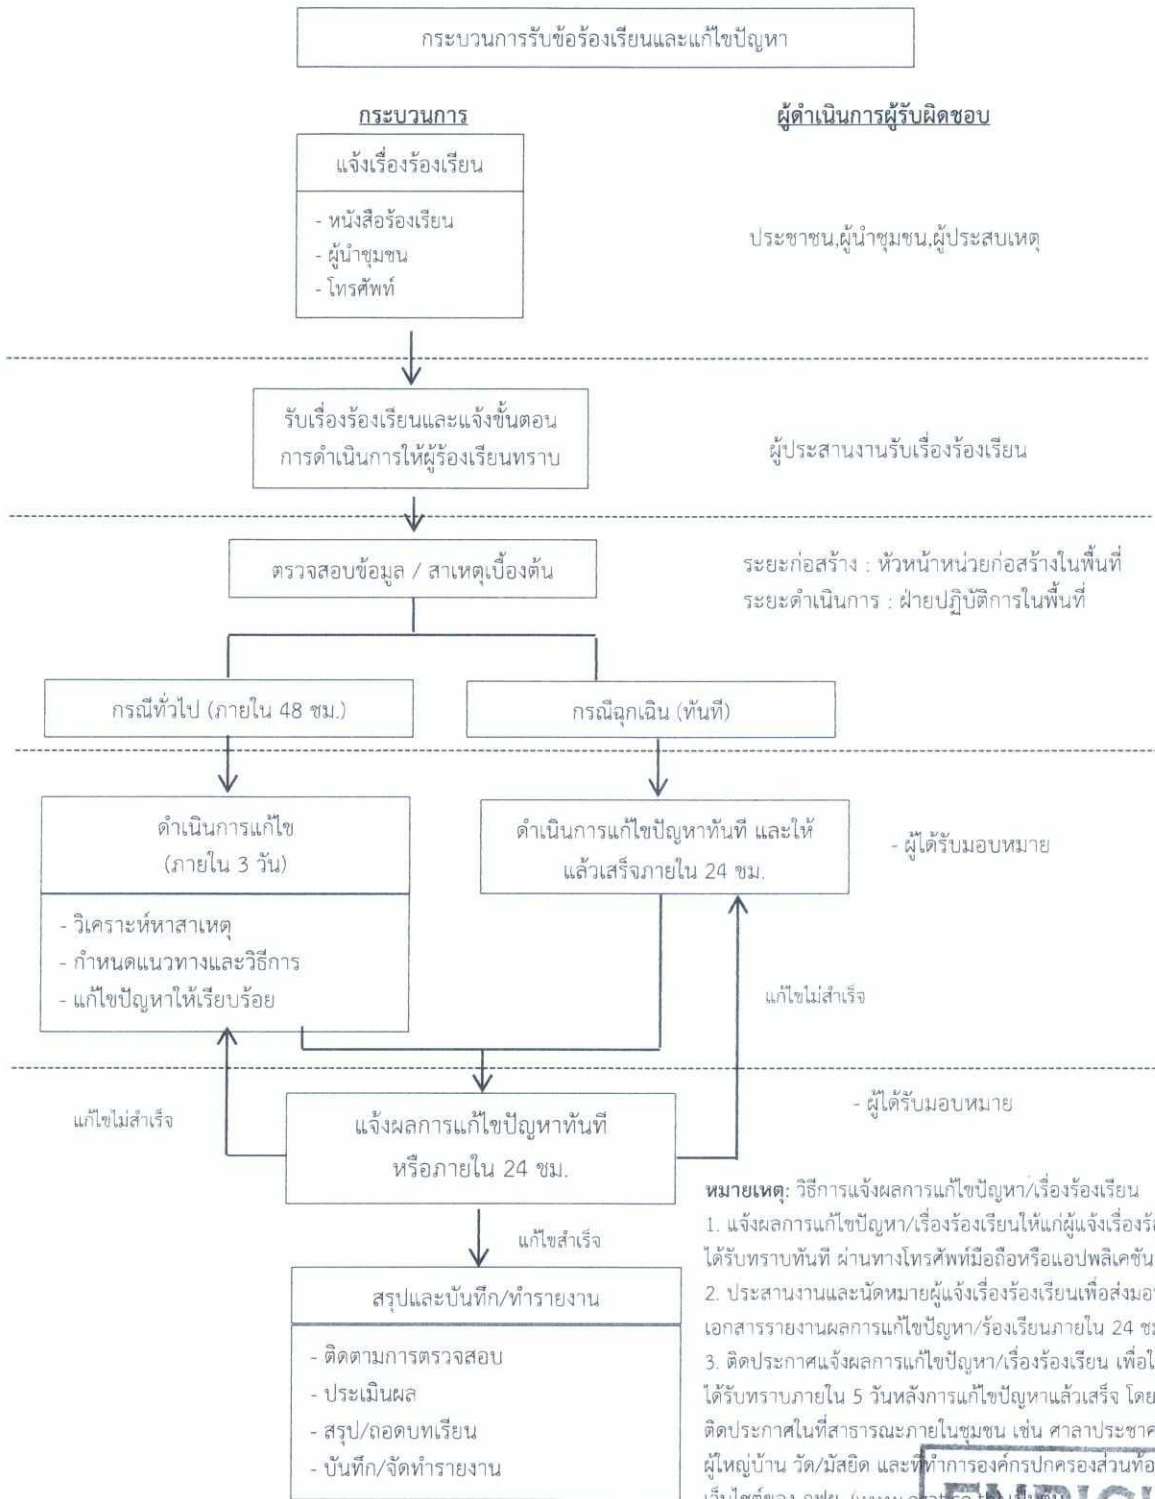 กระบวนการรับข้อร้องเรียนและแก้ไขปัญหา
กระบวนการ
ผู้ดำเนินการผู้รับผิดชอบ
แจ้งเรื่องร้องเรียน
- หนังสือร้องเรียน
- ผู้นำชุมชน
- โทรศัพท์
ประชาชน,ผู้นำชุมชน,ผู้ประสบเหตุ
รับเรื่องร้องเรียนและแจ้งขั้นตอน
การดำเนินการให้ผู้ร้องเรียนทราบ
ผู้ประสานงานรับเรื่องร้องเรียน
ตรวจสอบข้อมูล / สาเหตุเบื้องต้น
ระยะก่อสร้าง : หัวหน้าหน่วยก่อสร้างในพื้นที่
ระยะดำเนินการ : ฝ่ายปฏิบัติการในพื้นที่
กรณีทั่วไป (ภายใน 48 ชม.)
กรณีฉุกเฉิน (ทันที)
ดำเนินการแก้ไข
(ภายใน 3 วัน)
- วิเคราะห์หาสาเหตุ
- กำหนดแนวทางและวิธีการ
- แก้ไขปัญหาให้เรียบร้อย
ดำเนินการแก้ไขปัญหาทันที และให้
แล้วเสร็จภายใน 24 ชม.
- ผู้ได้รับมอบหมาย
แก้ไขไม่สำเร็จ
แก้ไขไม่สำเร็จ
แจ้งผลการแก้ไขปัญหาทันที
หรือภายใน 24 ชม.
- ผู้ได้รับมอบหมาย
แก้ไขสำเร็จ
สรุปและบันทึก/ทำรายงาน
- ติดตามการตรวจสอบ
- ประเมินผล
- สรุป/ถอดบทเรียน
- บันทึก/จัดทำรายงาน
หมายเหตุ: วิธีการแจ้งผลการแก้ไขปัญหา/เรื่องร้องเรียน
1. แจ้งผลการแก้ไขปัญหา/เรื่องร้องเรียนให้แก่ผู้แจ้งเรื่อง
ได้รับทราบทันที ผ่านทางโทรศัพท์มือถือหรือแอปพลิเคชัน
2. ประสานงานและนัดหมายผู้แจ้งเรื่องร้องเรียนเพื่อ
เอกสารรายงานผลการแก้ไขปัญหา/ร้องเรียนภายใน 24
3. ติดประกาศแจ้งผลการแก้ไขปัญหา/เรื่องร้องเรียน
ได้รับทราบภายใน 5 วันหลังการแก้ไขปัญหาแล้วเสร็จ โดย
ติดประกาศในที่สาธารณะภายในชุมชน เช่น
ผู้ใหญ่บ้าน วัด/มัสยิด และที่ทำการองค์กรปกครองส่วน
เว็บไซต์ของ กฟผ.